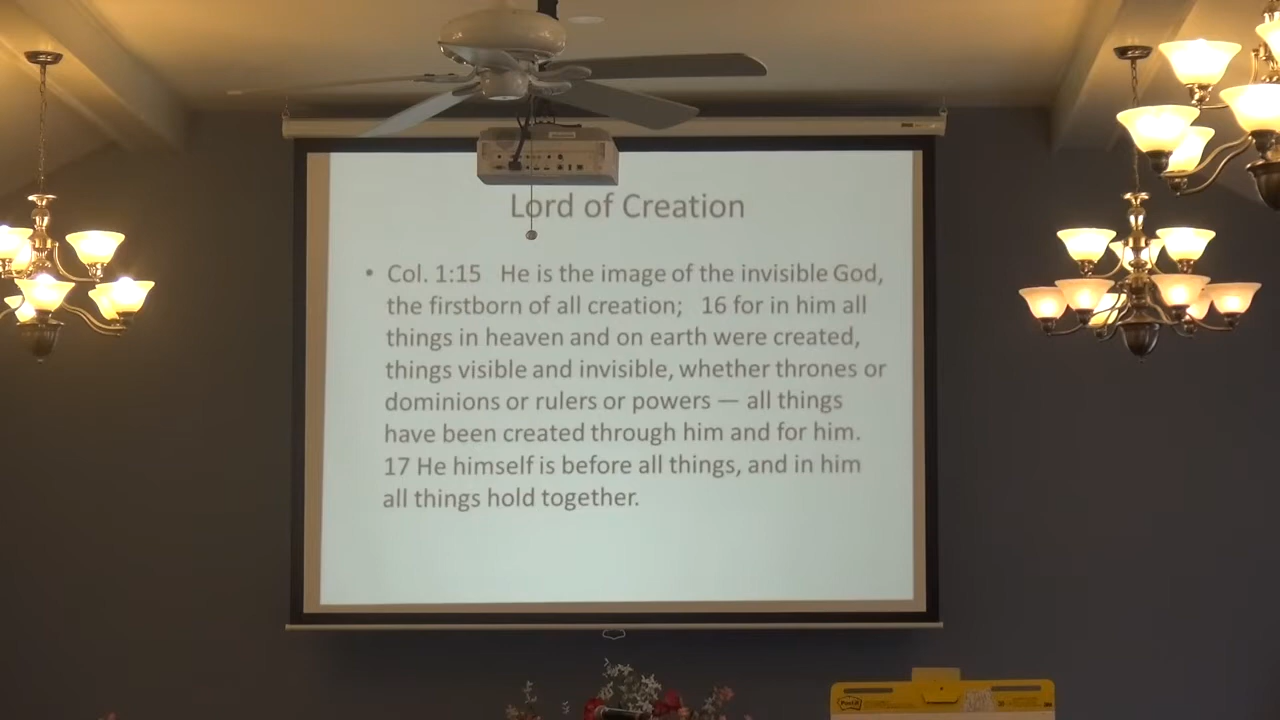 Lord of Creation
• Col. 1:15 He is the image of the invisible God,
the firstborn of all creation; 16 for in him all
things in heaven and on earth were created,
things visible and invisible, whether thrones or
dominions or rulers or powers — all things
have been created through him and for him.
17 He himself is before all things, and in him
all things hold together.
Post-it